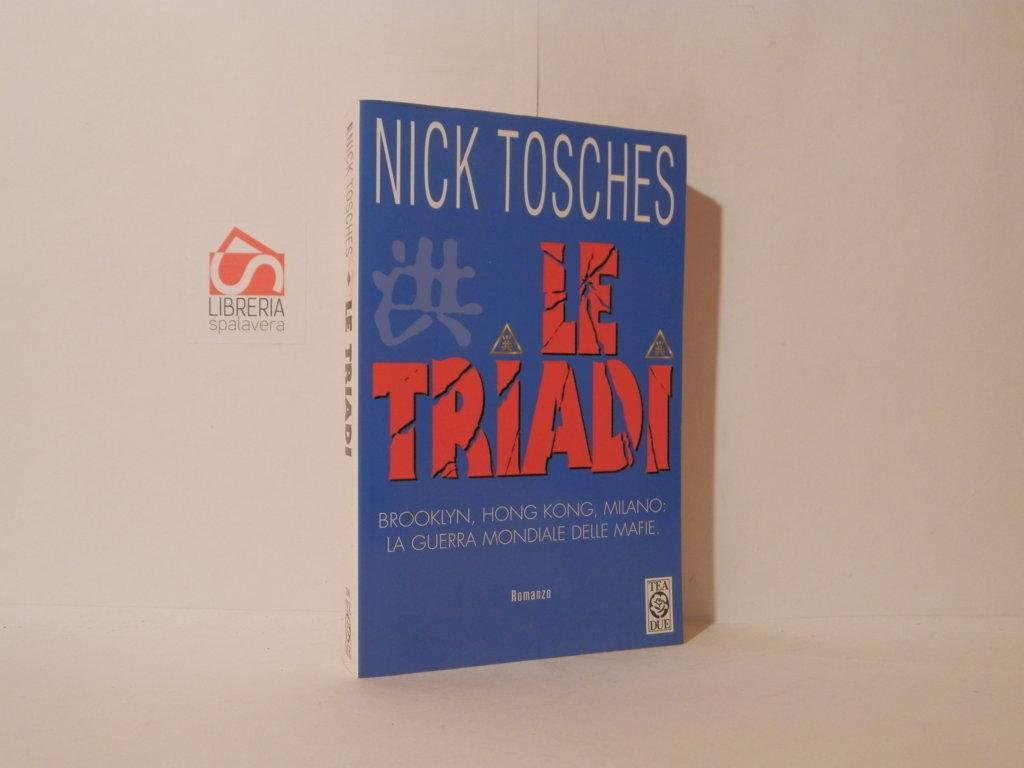 NICK TOSCHES
洪
LE
TRIADI
BROOKLYN, HONG KONG, MILANO:
LA GUERRA MONDIALE DELLE MAFIE.
Romanzo
TEA
DUE
NICK TOSCHES LE TRIADI
LIBRERIA
spalavera